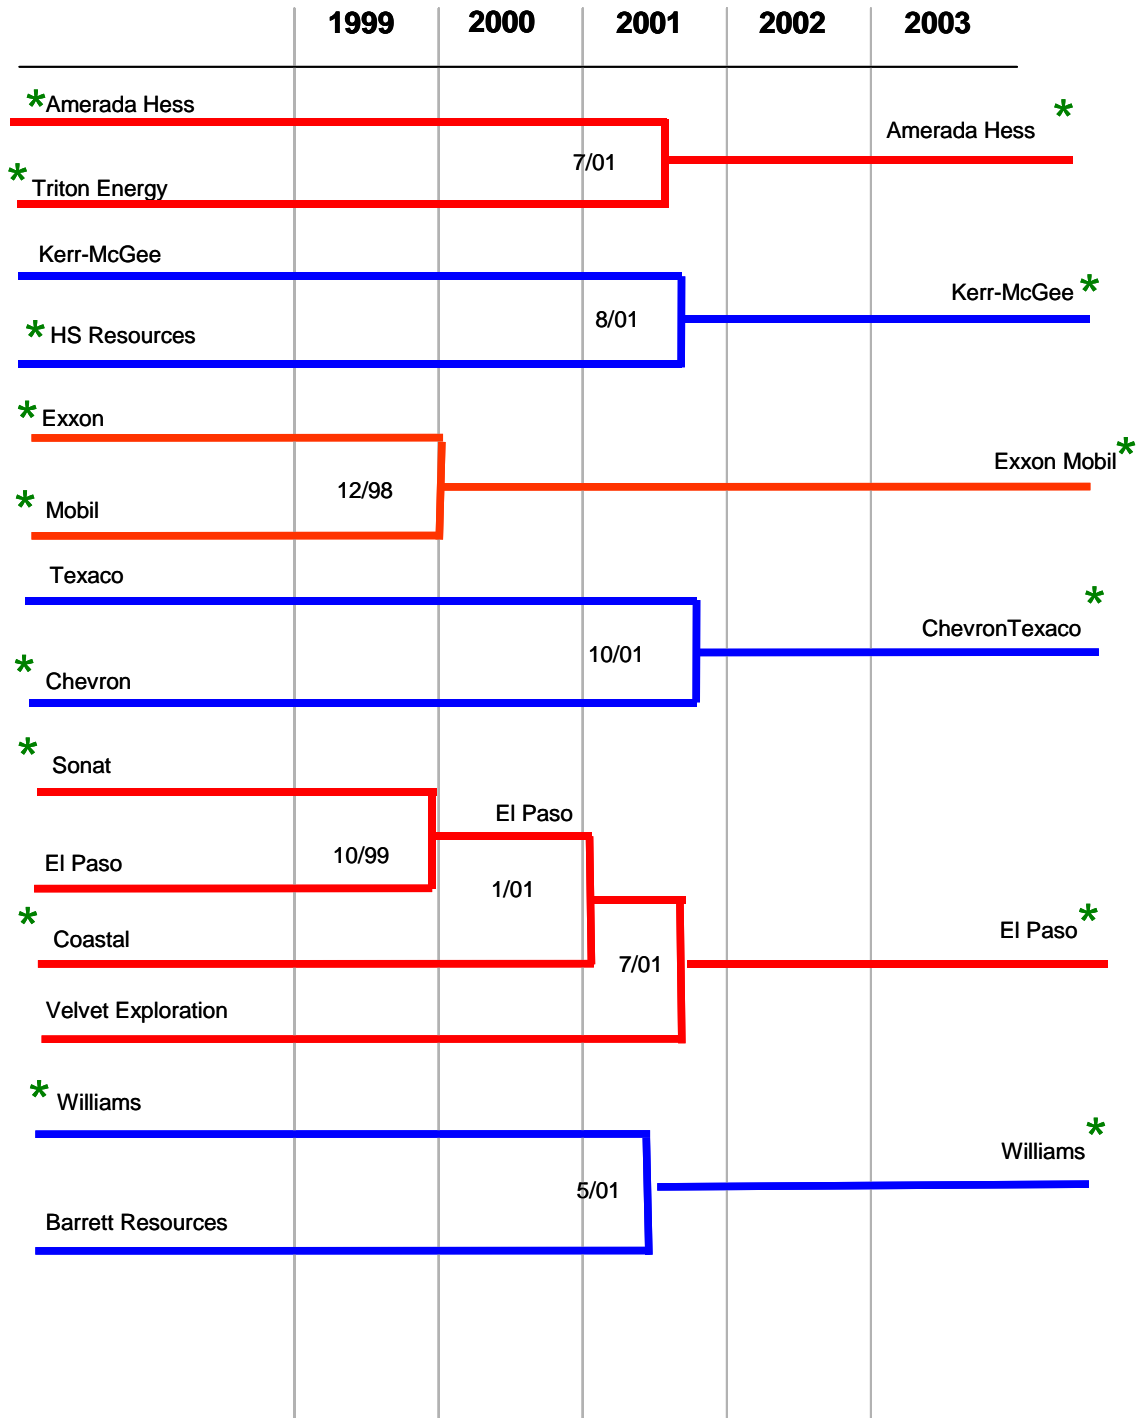 1999 2000 2001 2002 2003
* Amerada Hess
Amerada Hess *
7/01
* Triton Energy
Kerr-McGee
Kerr-McGee *
8/01
* HS Resources
* Exxon
Exxon Mobil *
12/98
* Mobil
Texaco
ChevronTexaco *
10/01
* Chevron
* Sonat
El Paso
10/99
El Paso
1/01
* Coastal
El Paso *
7/01
Velvet Exploration
* Williams
Williams *
5/01
Barrett Resources